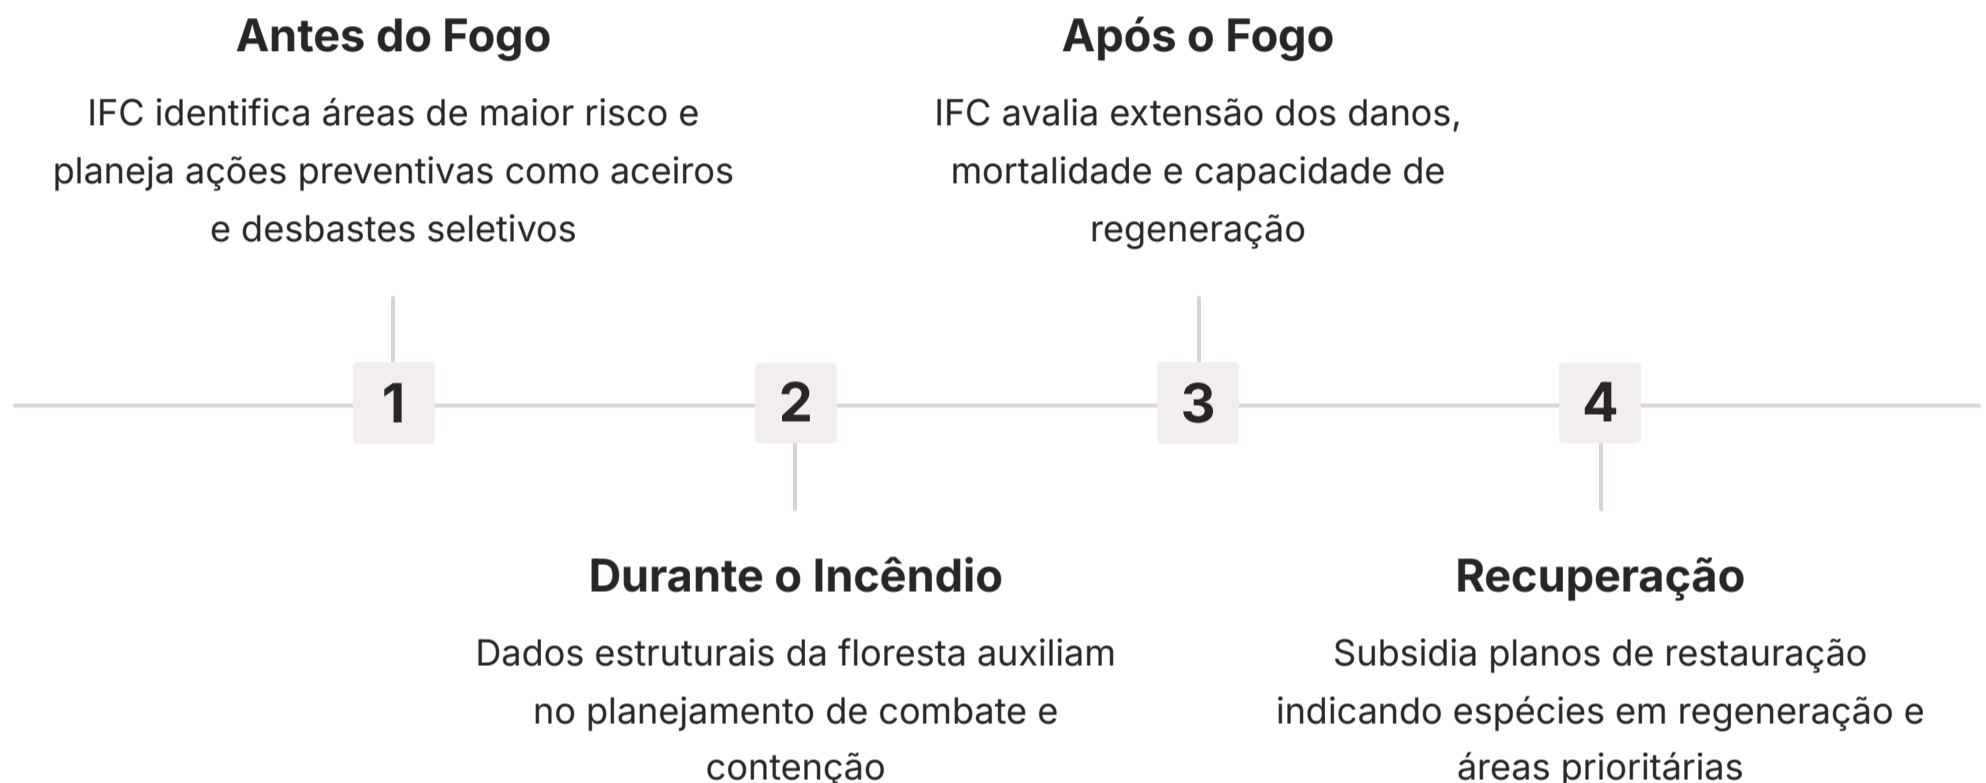 Antes do Fogo
IFC identifica áreas de maior risco e
planeja ações preventivas como aceiros
e desbastes seletivos
Após o Fogo
IFC avalia extensão dos danos,
mortalidade e capacidade de
regeneração
1
2
3
4
Durante o Incêndio
Dados estruturais da floresta auxiliam
no planejamento de combate e
contenção
Recuperação
Subsidia planos de restauração
indicando espécies em regeneração e
áreas prioritárias